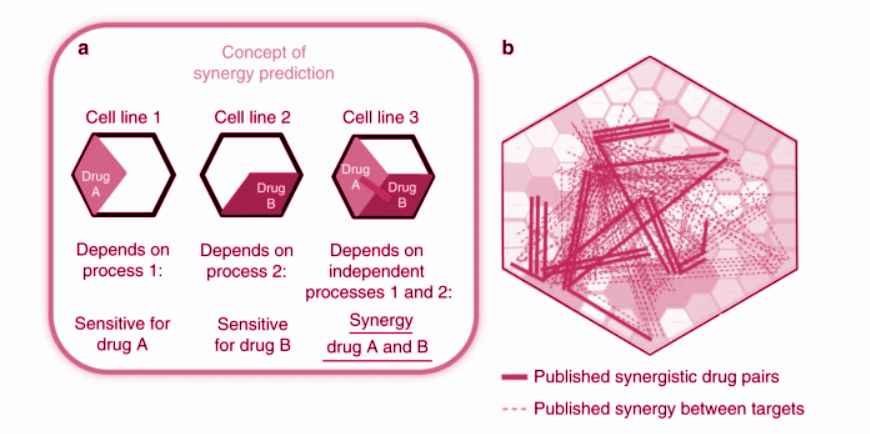 a
Concept of
synergy prediction
Cell line 1
Cell line 2
Cell line 3
Drug
A
Drug
B
Drug
A
Drug
B
Depends on
process 1:
Depends on
process 2:
Depends on
independent
processes 1 and 2:
Sensitive for
drug A
Sensitive
for drug B
Synergy
drug A and B
b
Published synergistic drug pairs
Published synergy between targets